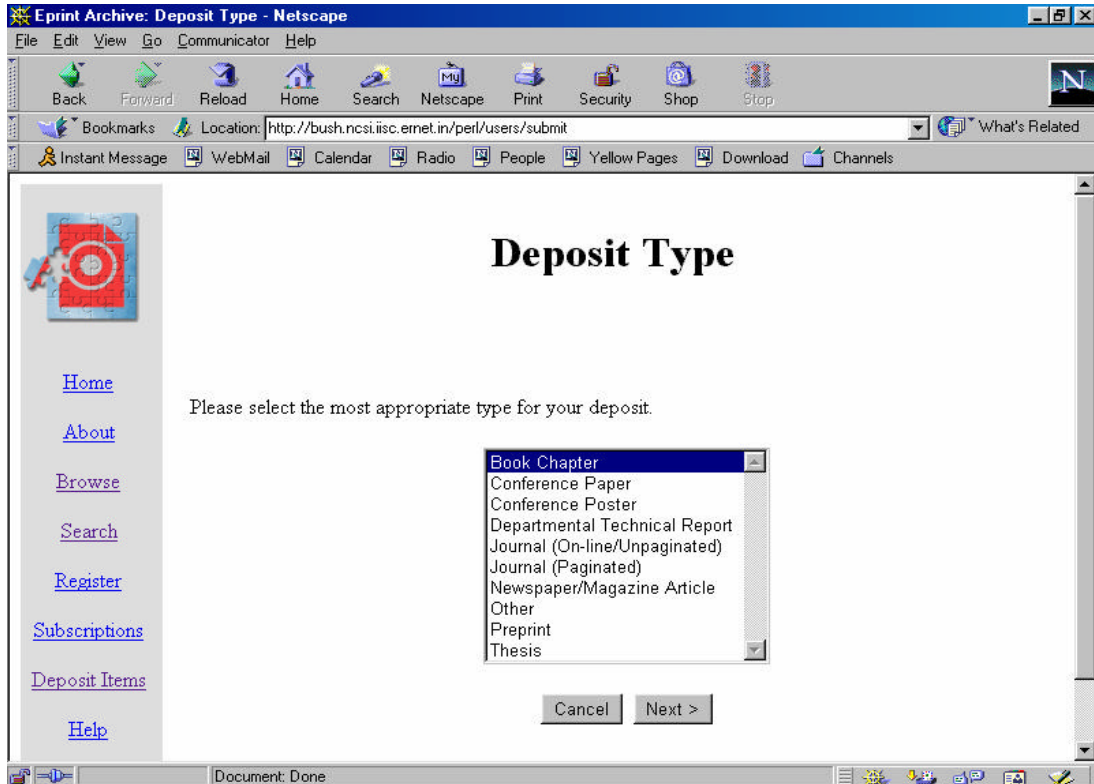 Eprint Archive: Deposit Type - Netscape
File Edit View Go Communicator Help
Back Forward Reload Home Search Netscape Print Security Shop Stop
My
N
Bookmarks Location: http://bush.ncsi.iisc.ernet.in/perl/users/submit What's Related
Instant Message WebMail Calendar Radio People Yellow Pages Download Channels
Deposit Type
Home
About
Browse
Search
Register
Subscriptions
Deposit Items
Help
Please select the most appropriate type for your deposit.
Book Chapter
Conference Paper
Conference Poster
Departmental Technical Report
Journal (On-line/Unpaginated)
Journal (Paginated)
Newspaper/Magazine Article
Other
Preprint
Thesis
Cancel Next >
Document: Done